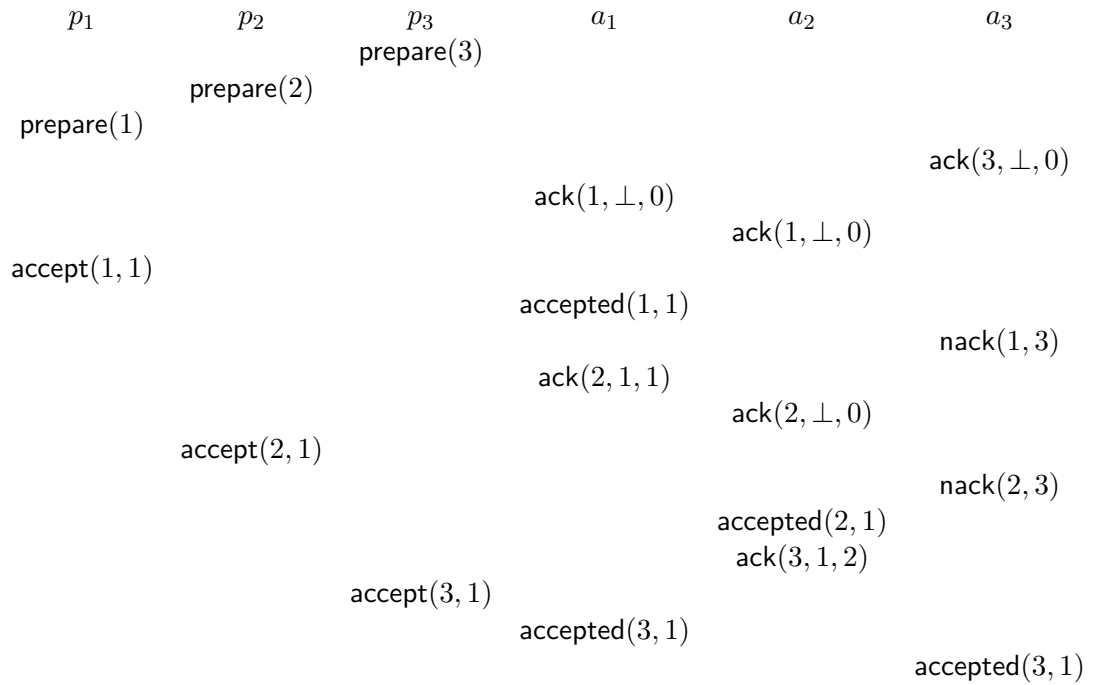 p₁ p₂ p₃ a₁ a₂ a₃
prepare(3)
prepare(2)
prepare(1)
ack(3, ⊥, 0)
ack(1, ⊥, 0)
ack(1, ⊥, 0)
accept(1, 1)
accepted(1, 1)
nack(1, 3)
ack(2, 1, 1)
ack(2, ⊥, 0)
accept(2, 1)
nack(2, 3)
accepted(2, 1)
ack(3, 1, 2)
accept(3, 1)
accepted(3, 1)
accepted(3, 1)